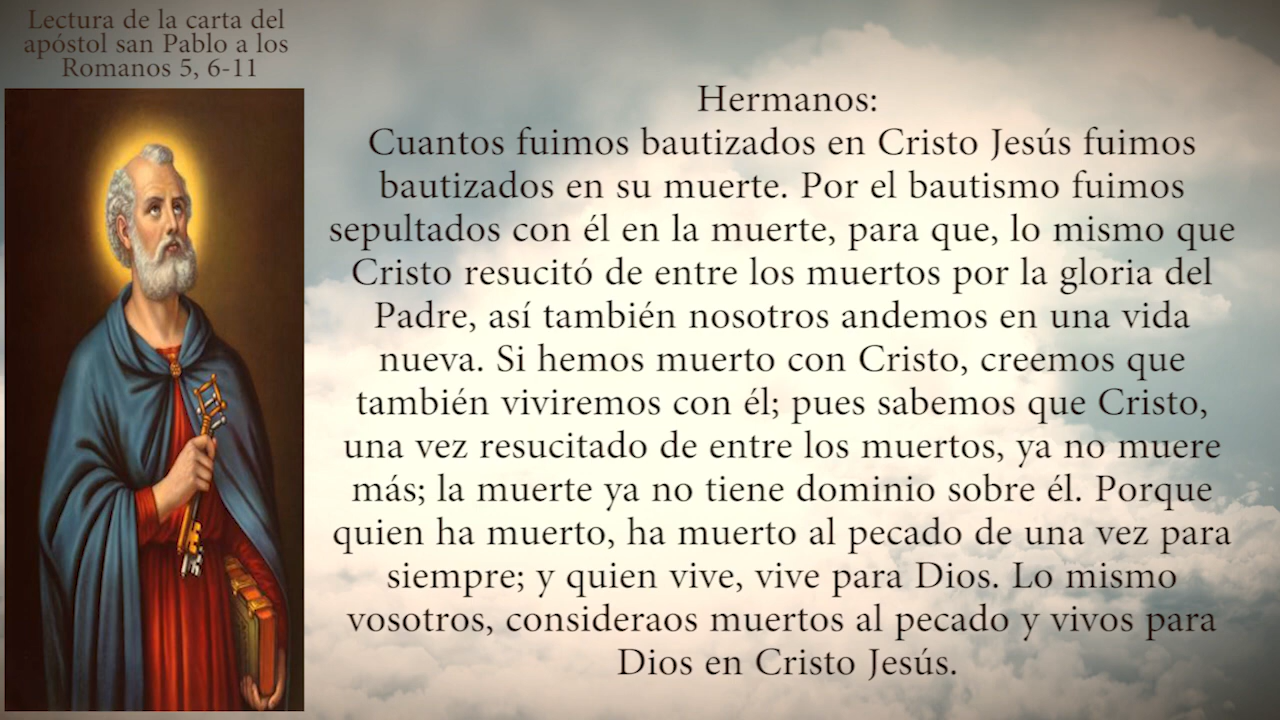 Lectura de la carta del
apóstol san Pablo a los
Romanos 5, 6-11
Hermanos:
Cuantos fuimos bautizados en Cristo Jesús fuimos
bautizados en su muerte. Por el bautismo fuimos
sepultados con él en la muerte, para que, lo mismo que
Cristo resucitó de entre los muertos por la gloria del
Padre, así también nosotros andemos en una vida
nueva. Si hemos muerto con Cristo, creemos que
también viviremos con él; pues sabemos que Cristo,
una vez resucitado de entre los muertos, ya no muere
más; la muerte ya no tiene dominio sobre él. Porque
quien ha muerto, ha muerto al pecado de una vez para
siempre; y quien vive, vive para Dios. Lo mismo
vosotros, consideraos muertos al pecado y vivos para
Dios en Cristo Jesús.